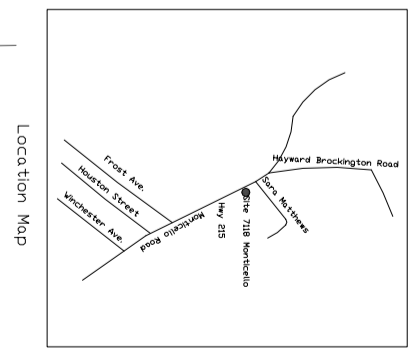 Location Map
Hayward Brockington Road
Sara Matthews
Site 7118 Monticello
Hwy 215
Monticello Road
Frost Ave.
Houston Street
Winchester Ave.